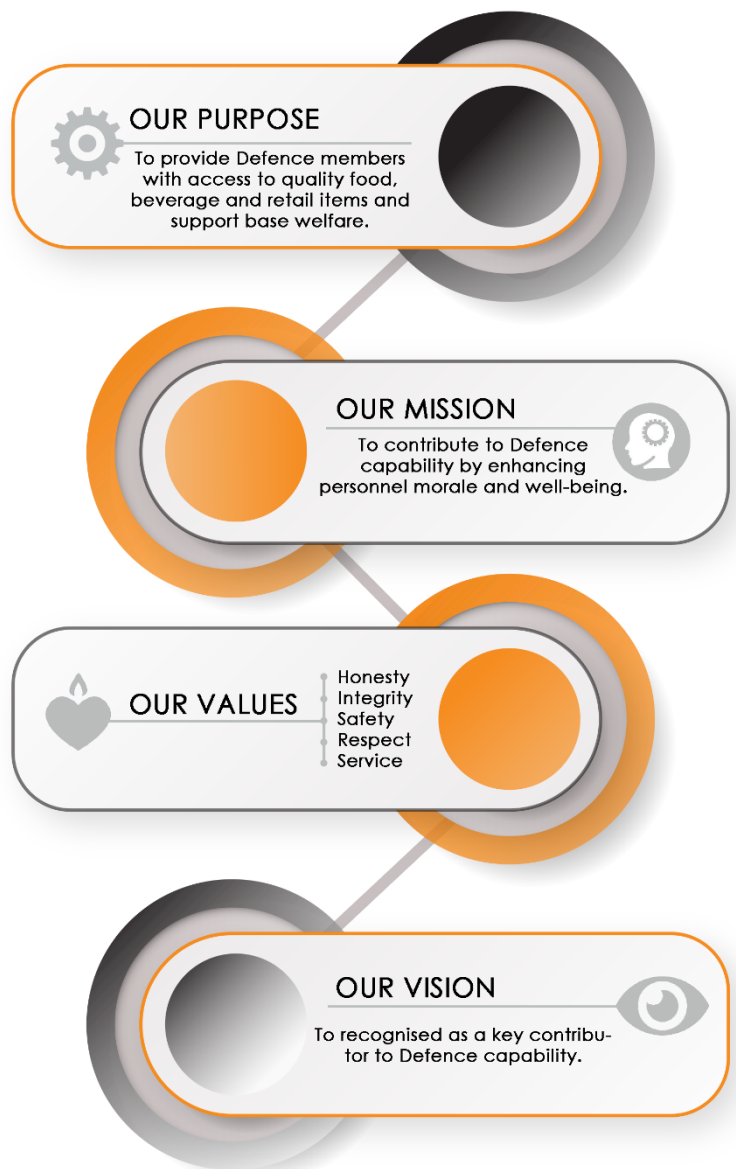 OUR PURPOSE
To provide Defence members
with access to quality food,
beverage and retail items and
support base welfare.
OUR MISSION
To contribute to Defence
capability by enhancing
personnel morale and well-being.
OUR VALUES
Honesty
Integrity
Safety
Respect
Service
OUR VISION
To recognised as a key contribu-
tor to Defence capability.